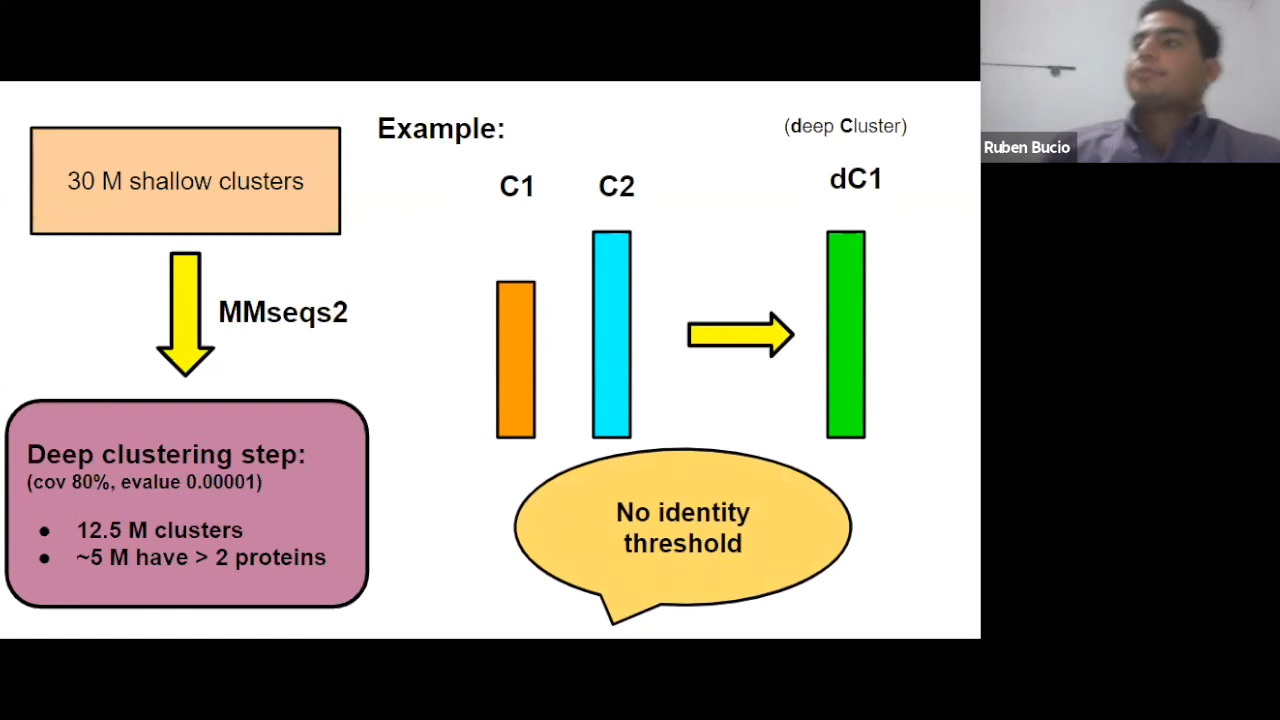 30 M shallow clusters
MMseqs2
Deep clustering step:
(cov 80%, evalue 0.00001)
● 12.5 M clusters
● ~5 M have > 2 proteins
Example:
(deep Cluster)
C1
C2
dC1
No identity
threshold
Ruben Bucio